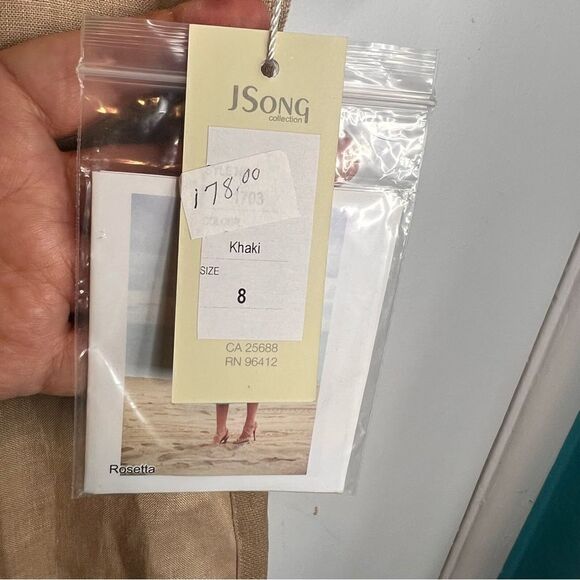 JSong
collection
178.00
703
COLOUR
Khaki
SIZE
8
CA 25688
RN 96412
Rosetta